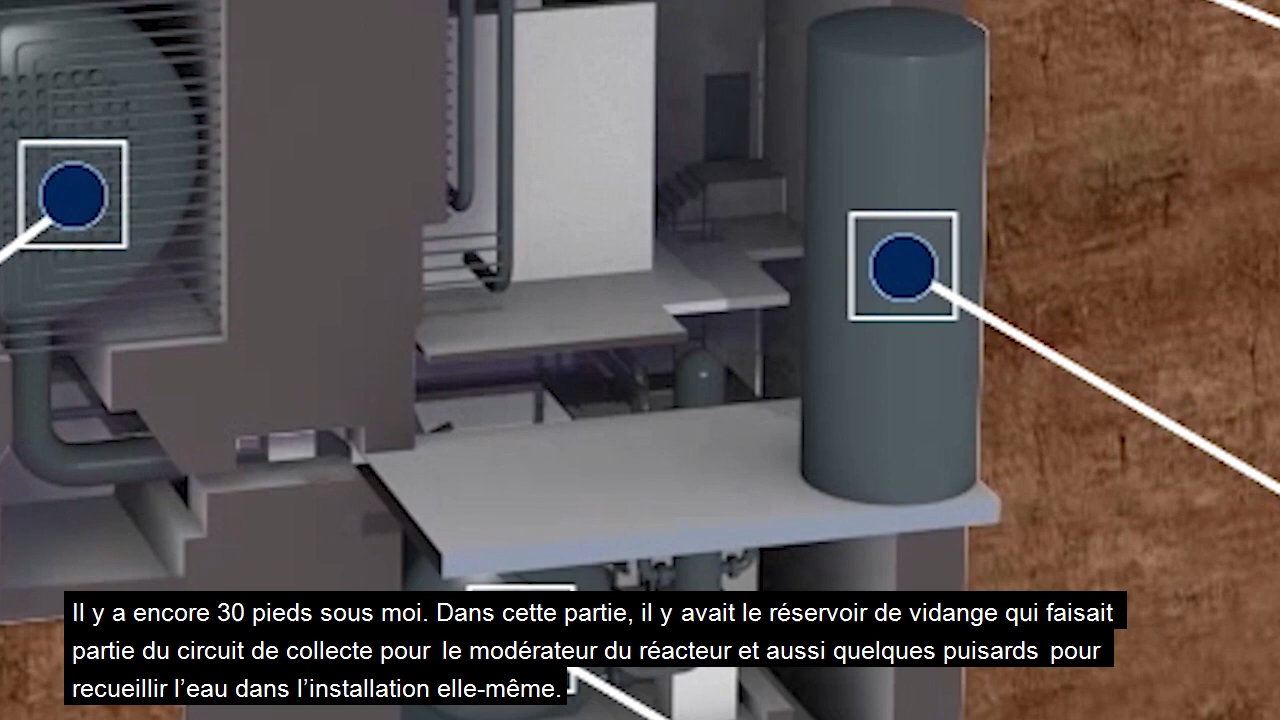 Il y a encore 30 pieds sous moi. Dans cette partie, il y avait le réservoir de vidange qui faisait
partie du circuit de collecte pour le modérateur du réacteur et aussi quelques puisards pour
recueillir l’eau dans l’installation elle-même.